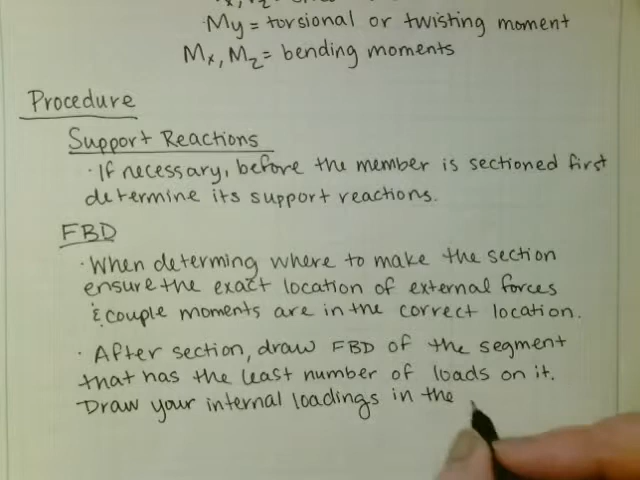 My = torsional or twisting moment
Mx, Mz = bending moments
Procedure
Support Reactions
· If necessary, before the member is sectioned first
determine its support reactions.
FBD
· When determining where to make the section
ensure the exact location of external forces
& couple moments are in the correct location.
· After section, draw FBD of the segment
that has the least number of loads on it.
Draw your internal loadings in the